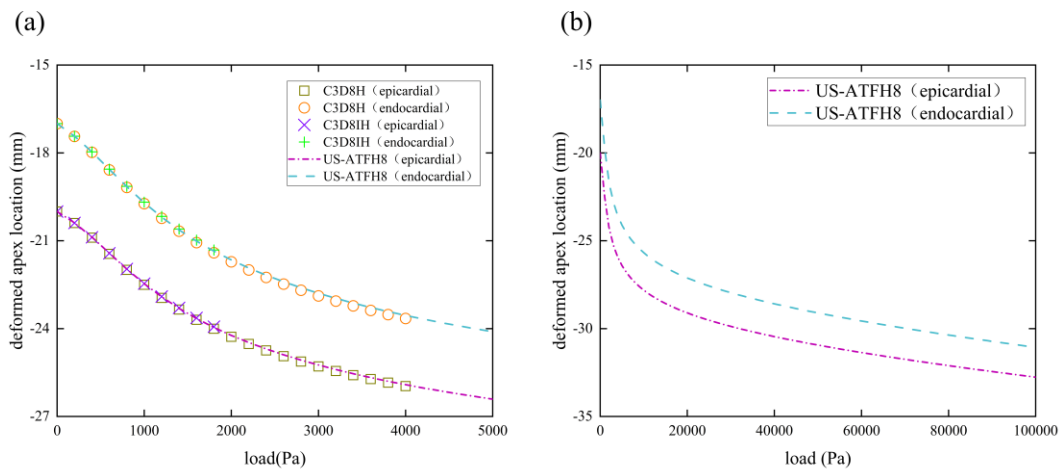 (a)
-15
-18
-21
-24
-27
deformed apex location (mm)
0
1000
2000
3000
4000
5000
load(Pa)
C3D8H（epicardial）
C3D8H（endocardial）
C3D8IH（epicardial）
C3D8IH（endocardial）
US-ATFH8（epicardial）
US-ATFH8（endocardial）
(b)
-15
-20
-25
-30
-35
deformed apex location (mm)
0
20000
40000
60000
80000
100000
load (Pa)
US-ATFH8（epicardial）
US-ATFH8（endocardial）